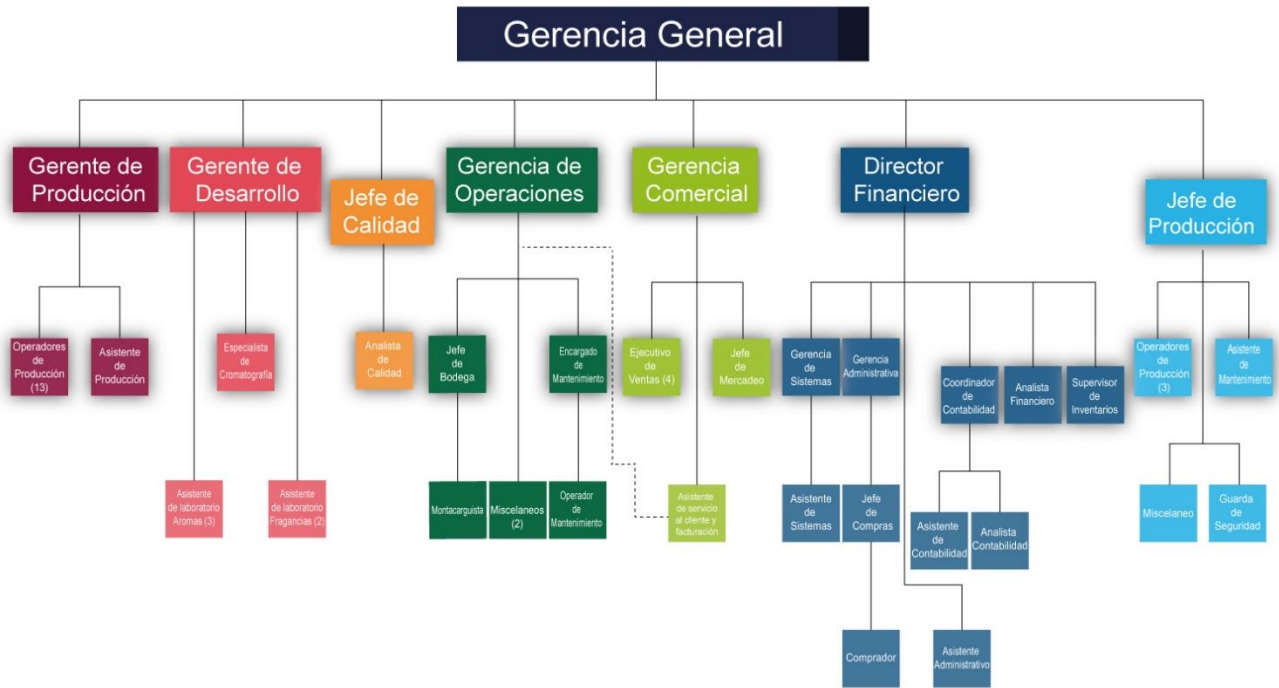 Gerencia General
Gerente de
Producción
Gerente de
Desarrollo
Jefe de
Calidad
Gerencia de
Operaciones
Gerencia
Comercial
Director
Financiero
Jefe de
Producción
Operadores
de
Producción
(13)
Asistente
de
Producción
Especialista
de
Cromatografía
Analista
de
Calidad
Jefe
de
Bodega
Encargado
de
Mantenimiento
Ejecutivo
de
Ventas (4)
Jefe
de
Mercadeo
Gerencia
de
Sistemas
Gerencia
Administrativa
Coordinador
de
Contabilidad
Analista
Financiero
Supervisor
de
Inventarios
Operadores
de
Producción
(3)
Asistente
de
Mantenimiento
Asistente
de laboratorio
Aromas (3)
Asistente
de laboratorio
Fragancias (2)
Montacarguista
Miscelaneos
(2)
Operador
de
Mantenimiento
Asistente
de servicio
al cliente y
facturación
Asistente
de
Sistemas
Jefe
de
Compras
Asistente
de
Contabilidad
Analista
Contabilidad
Miscelaneo
Guarda
de
Seguridad
Comprador
Asistente
Administrativo